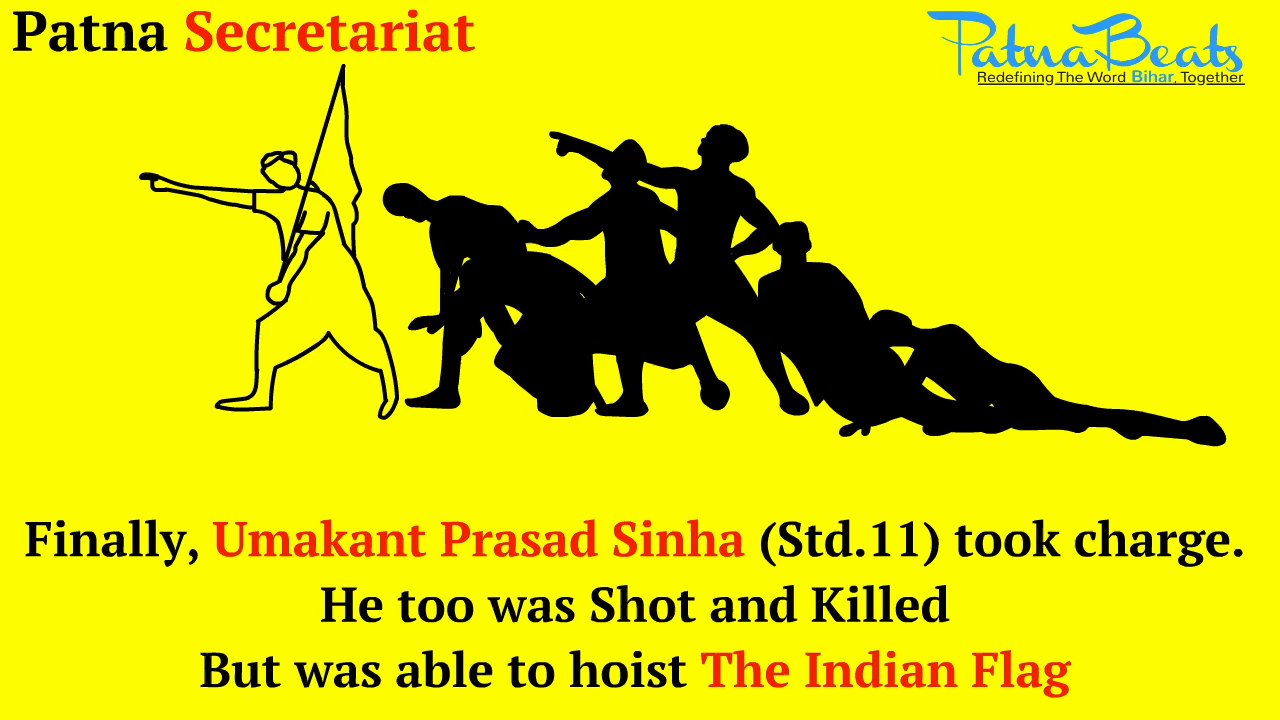 Patna Secretariat
PatnaBeats
Redefining The Word Bihar, Together
Finally, Umakant Prasad Sinha (Std.11) took charge.
He too was Shot and Killed
But was able to hoist The Indian Flag